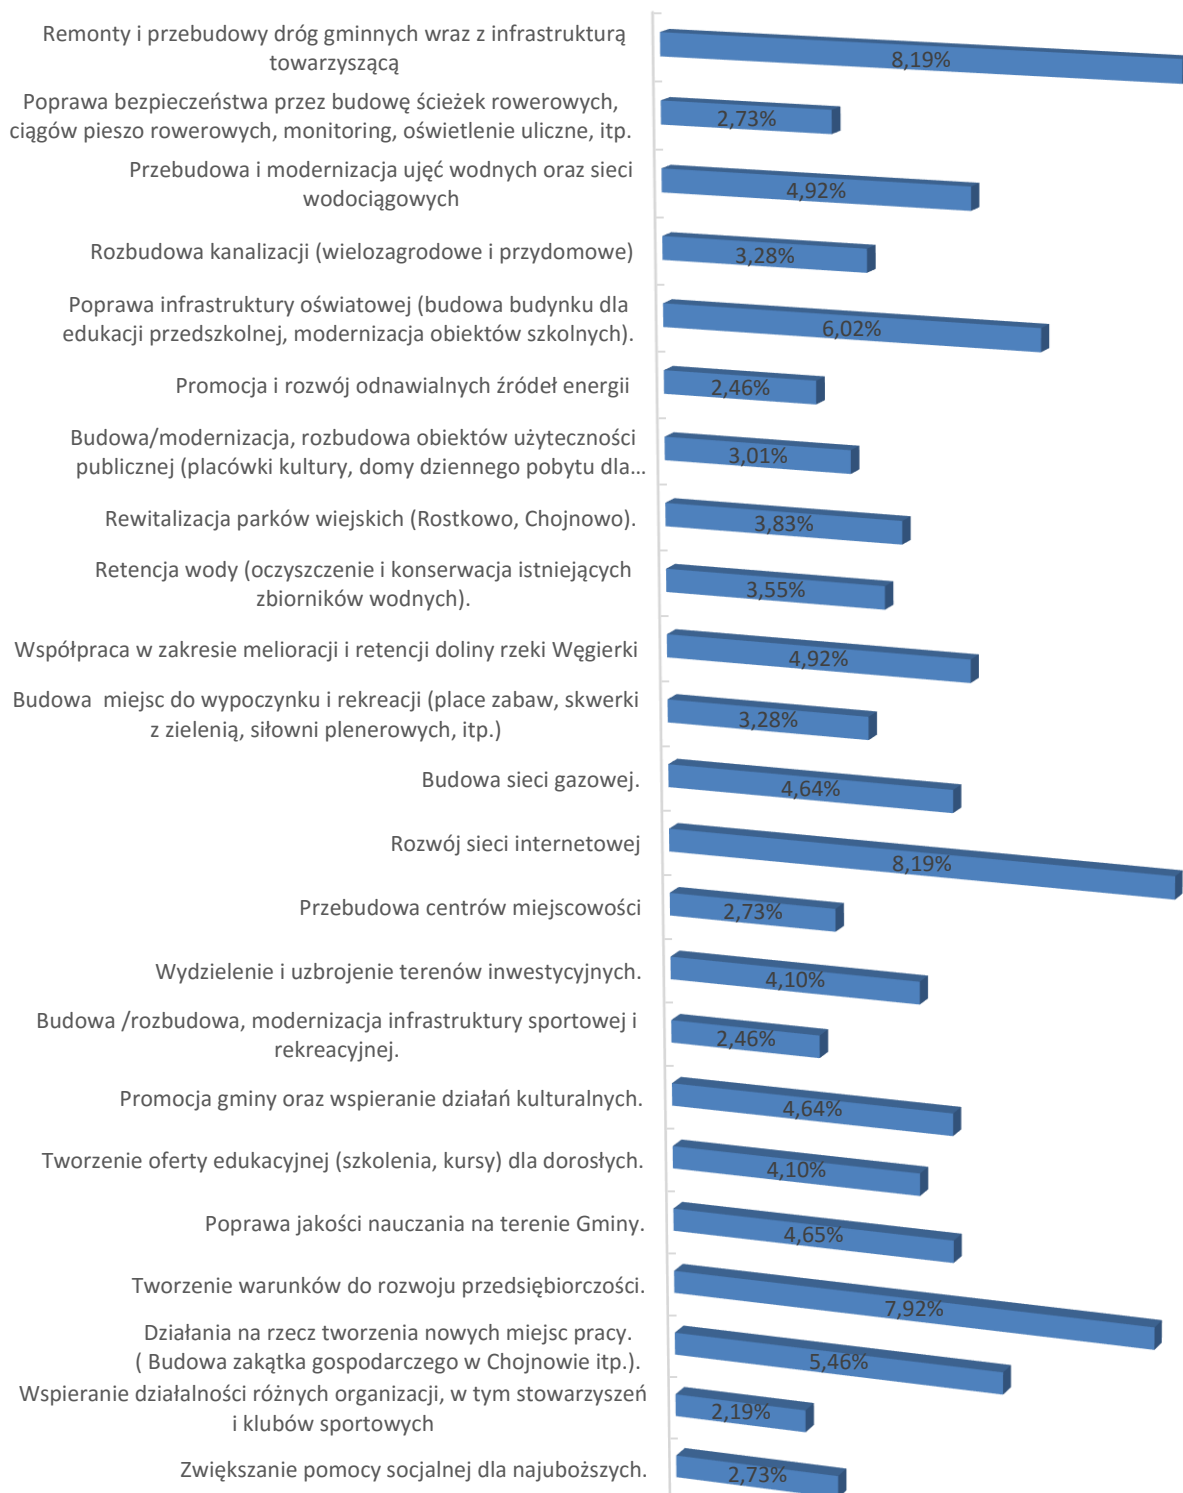 Remonty i przebudowy dróg gminnych wraz z infrastrukturą
towarzyszącą
8,19%
Poprawa bezpieczeństwa przez budowę ścieżek rowerowych,
ciągów pieszo rowerowych, monitoring, oświetlenie uliczne, itp.
2,73%
Przebudowa i modernizacja ujęć wodnych oraz sieci
wodociągowych
4,92%
Rozbudowa kanalizacji (wielozagrodowe i przydomowe)
3,28%
Poprawa infrastruktury oświatowej (budowa budynku dla
edukacji przedszkolnej, modernizacja obiektów szkolnych).
6,02%
Promocja i rozwój odnawialnych źródeł energii
2,46%
Budowa/modernizacja, rozbudowa obiektów użyteczności
publicznej (placówki kultury, domy dziennego pobytu dla...
3,01%
Rewitalizacja parków wiejskich (Rostkowo, Chojnowo).
3,83%
Retencja wody (oczyszczenie i konserwacja istniejących
zbiorników wodnych).
3,55%
Współpraca w zakresie melioracji i retencji doliny rzeki Węgierki
4,92%
Budowa  miejsc do wypoczynku i rekreacji (place zabaw, skwerki
z zielenią, siłowni plenerowych, itp.)
3,28%
Budowa sieci gazowej.
4,64%
Rozwój sieci internetowej
8,19%
Przebudowa centrów miejscowości
2,73%
Wydzielenie i uzbrojenie terenów inwestycyjnych.
4,10%
Budowa /rozbudowa, modernizacja infrastruktury sportowej i
rekreacyjnej.
2,46%
Promocja gminy oraz wspieranie działań kulturalnych.
4,64%
Tworzenie oferty edukacyjnej (szkolenia, kursy) dla dorosłych.
4,10%
Poprawa jakości nauczania na terenie Gminy.
4,65%
Tworzenie warunków do rozwoju przedsiębiorczości.
7,92%
Działania na rzecz tworzenia nowych miejsc pracy.
( Budowa zakątka gospodarczego w Chojnowie itp.).
5,46%
Wspieranie działalności różnych organizacji, w tym stowarzyszeń
i klubów sportowych
2,19%
Zwiększanie pomocy socjalnej dla najuboższych.
2,73%